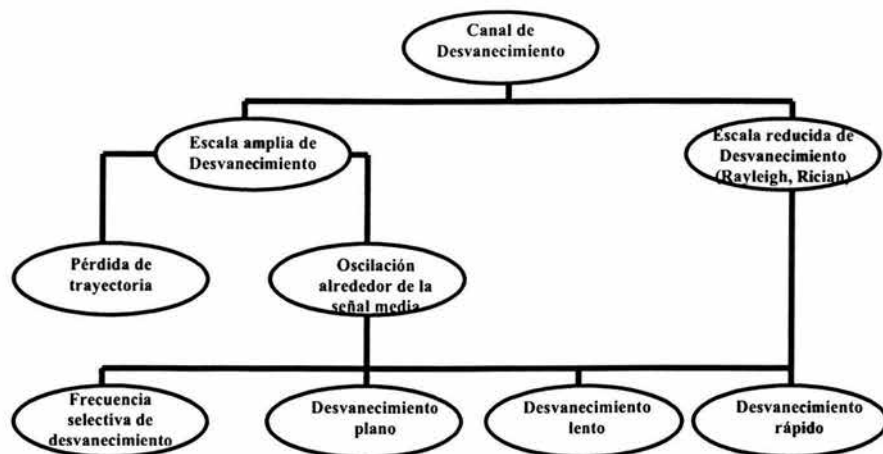 Canal de
Desvanecimiento
Escala amplia de
Desvanecimiento
Escala reducida de
Desvanecimiento
(Rayleigh, Rician)
Pérdida de
trayectoria
Oscilación
alrededor de la
señal media
Frecuencia
selectiva de
desvanecimiento
Desvanecimiento
plano
Desvanecimiento
lento
Desvanecimiento
rápido